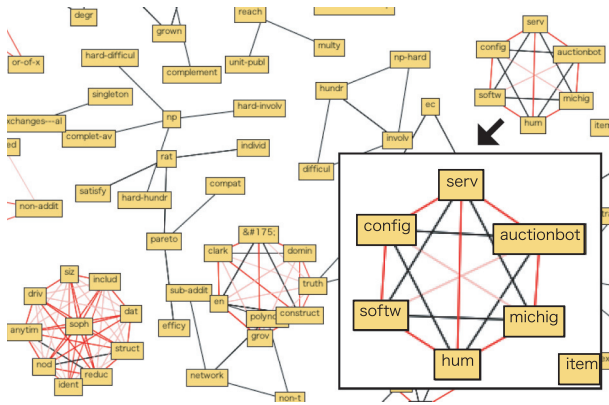 degr
reach
serv
grown
multy
config
auctionbot
hard-difficul
np-hard
or-of-x
unit-publ
complement
hundr
softw
michig
singleton
ec
hard-involv
exchanges---al
np
hum
item
complet-av
involv
ed
rat
individ
difficul
satisfy
compat
hard-hundr
non-addit
pareto
&#175;
clark
domin
siz
includ
sub-addit
truth
driv
en
dat
anytim
soph
construct
efficy
grov
struct
nod
reduc
network
ident
non-t
serv
config
auctionbot
softw
michig
hum
item